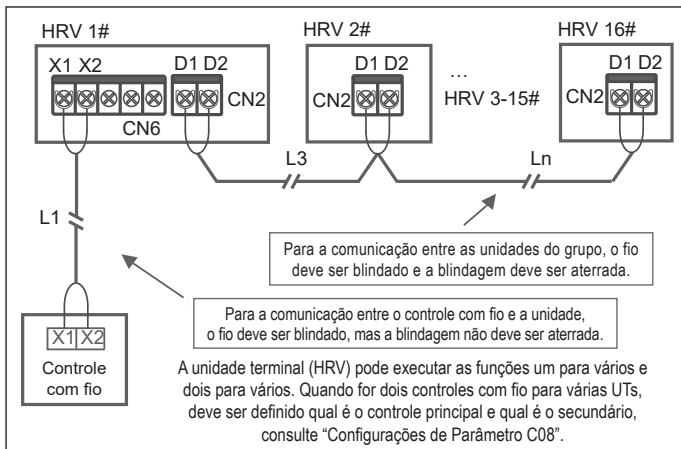 HRV 1#
HRV 2#
HRV 16#
X1 X2
D1 D2
D1 D2
D1 D2
...
CN2
CN2
HRV 3-15#
CN2
CN6
L3
Ln
L1
Para a comunicação entre as unidades do grupo, o fio
deve ser blindado e a blindagem deve ser aterrada.
Para a comunicação entre o controle com fio e a unidade,
o fio deve ser blindado, mas a blindagem não deve ser aterrada.
X1 X2
Controle
com fio
A unidade terminal (HRV) pode executar as funções um para vários e
dois para vários. Quando for dois controles com fio para várias UTs,
deve ser definido qual é o controle principal e qual é o secundário,
consulte “Configurações de Parâmetro C08”.